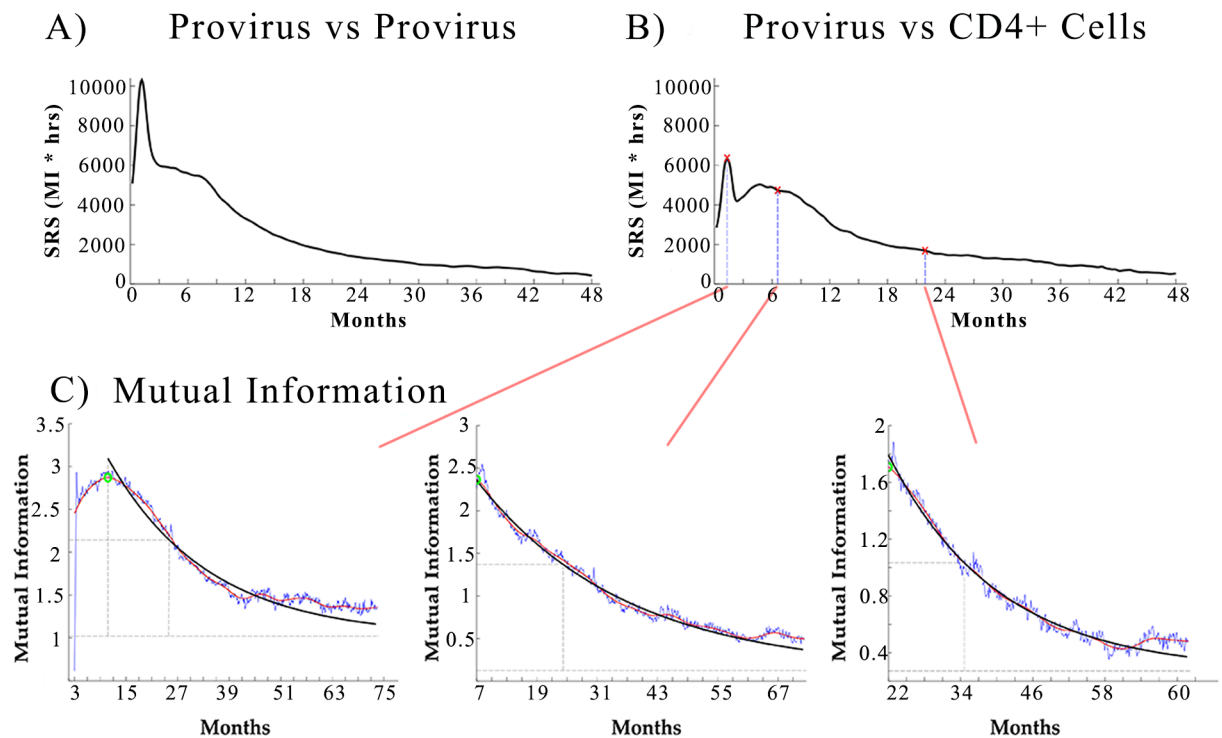 A) Provirus vs Provirus
B) Provirus vs CD4+ Cells
SRS (MI * hrs)
10000
8000
6000
4000
2000
0
0 6 12 18 24 30 36 42 48
Months
SRS (MI * hrs)
10000
8000
6000
4000
2000
0
0 6 12 18 24 30 36 42 48
Months
C) Mutual Information
Mutual Information
3.5
3
2.5
2
1.5
1
3 15 27 39 51 63 75
Months
Mutual Information
3
2.5
2
1.5
1
0.5
7 19 31 43 55 67
Months
Mutual Information
2
1.6
1.2
0.8
0.4
22 34 46 58 60
Months